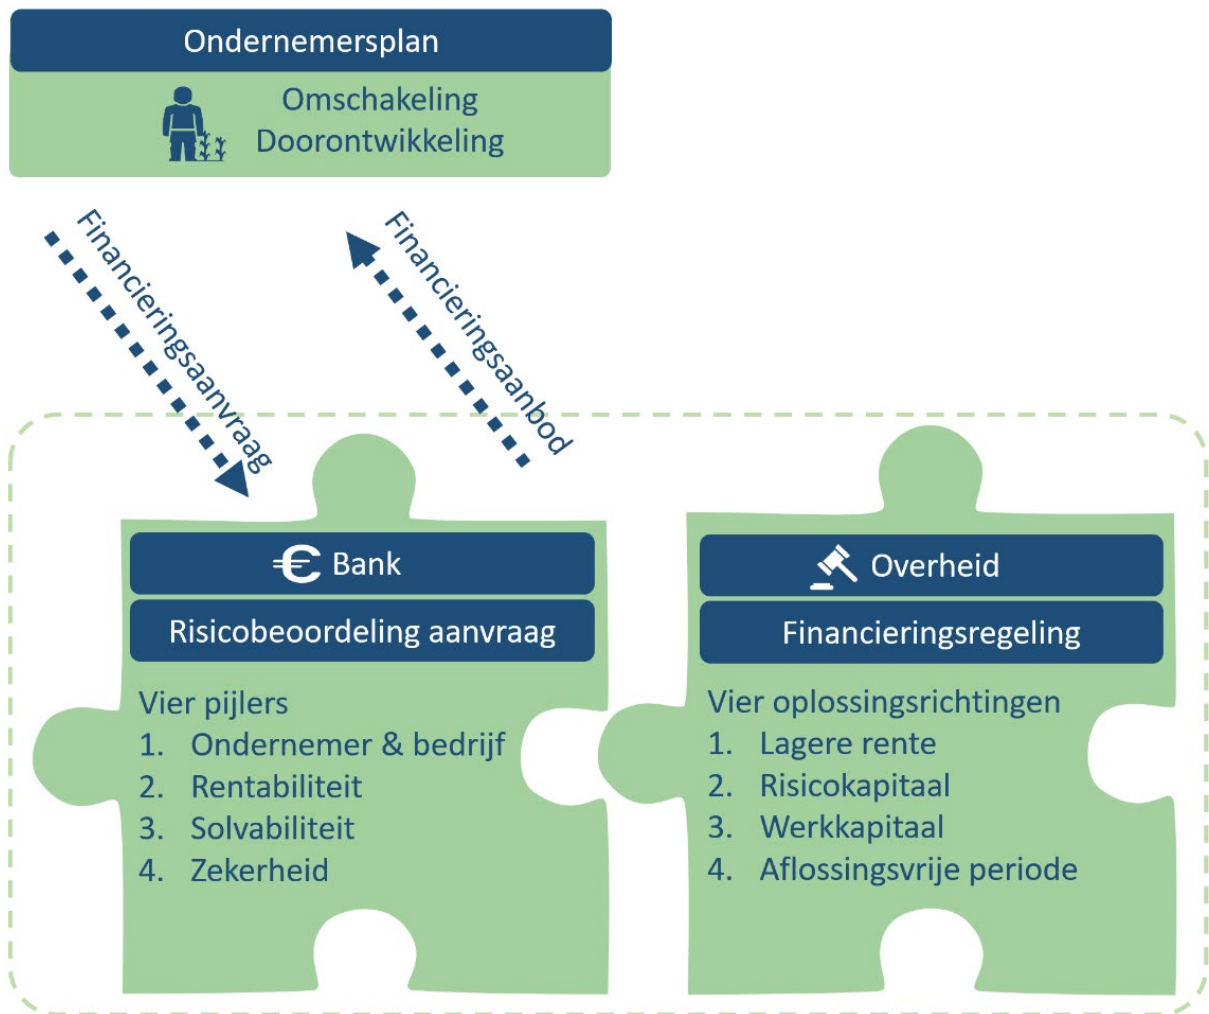 Ondernemersplan
Omschakeling
Doorontwikkeling
Financieringsaanvraag
Financieringsaanbod
Bank
Risicobeoordeling aanvraag
Vier pijlers
1. Ondernemer & bedrijf
2. Rentabiliteit
3. Solvabiliteit
4. Zekerheid
Overheid
Financieringsregeling
Vier oplossingsrichtingen
1. Lagere rente
2. Risicokapitaal
3. Werkkapitaal
4. Aflossingsvrije periode